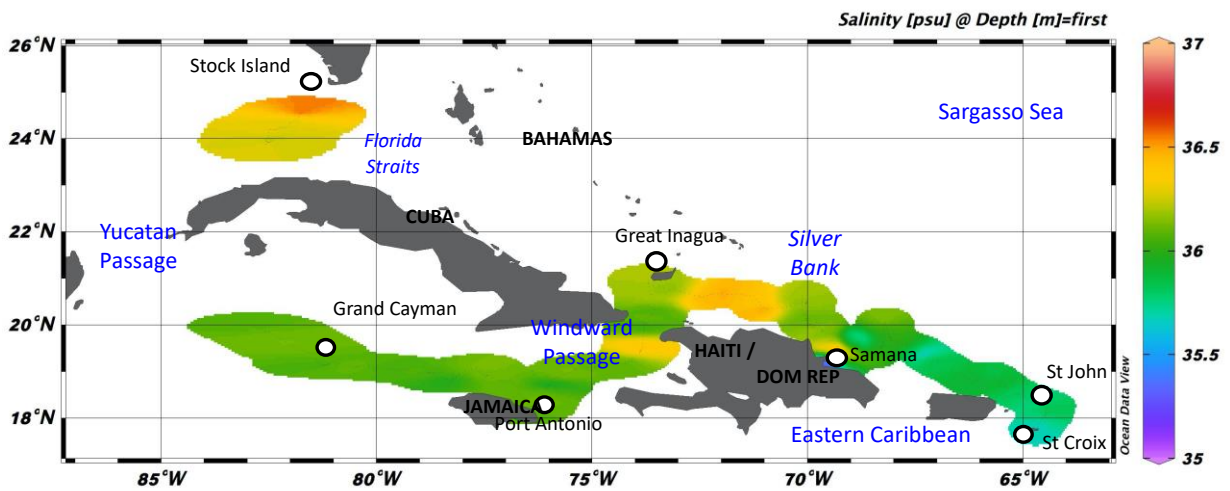 Salinity [psu] @ Depth [m]=first
26°N
24°N
22°N
20°N
18°N
85°W
80°W
75°W
70°W
65°W
Stock Island
Florida
Straits
BAHAMAS
Sargasso Sea
CUBA
Yucatan
Passage
Great Inagua
Silver
Bank
Grand Cayman
Windward
Passage
HAITI /
DOM REP
Samana
St John
JAMAICA
Port Antonio
Eastern Caribbean
St Croix
Ocean Data View
37
36.5
36
35.5
35